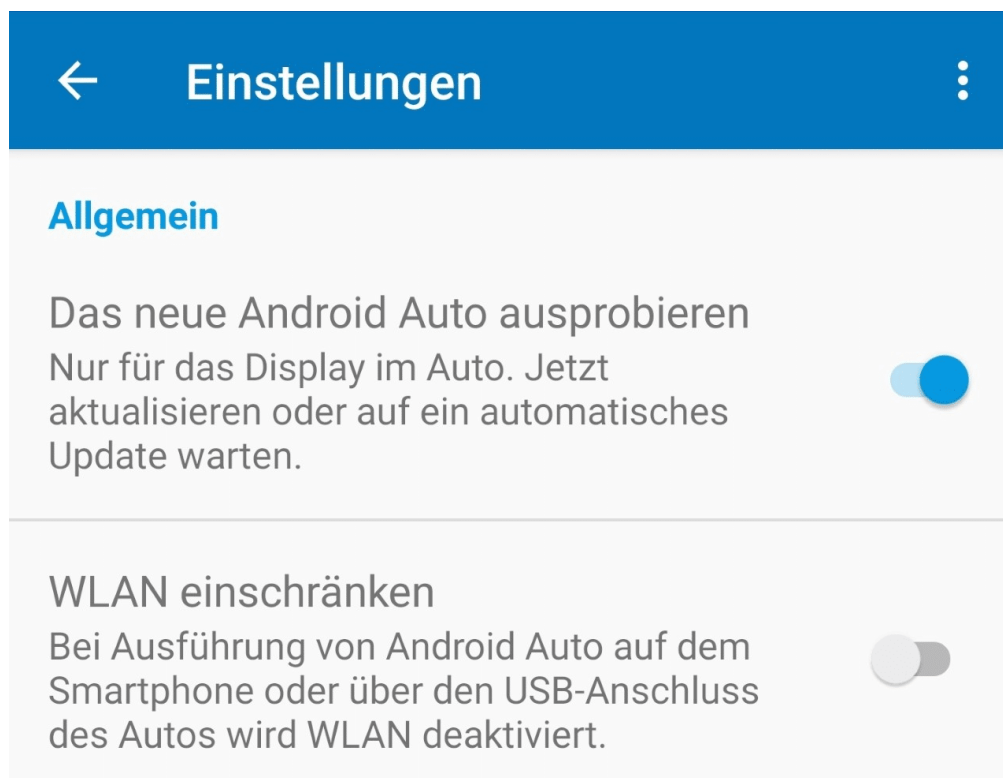 Einstellungen
Allgemein
Das neue Android Auto ausprobieren
Nur für das Display im Auto. Jetzt
aktualisieren oder auf ein automatisches
Update warten.
WLAN einschränken
Bei Ausführung von Android Auto auf dem
Smartphone oder über den USB-Anschluss
des Autos wird WLAN deaktiviert.